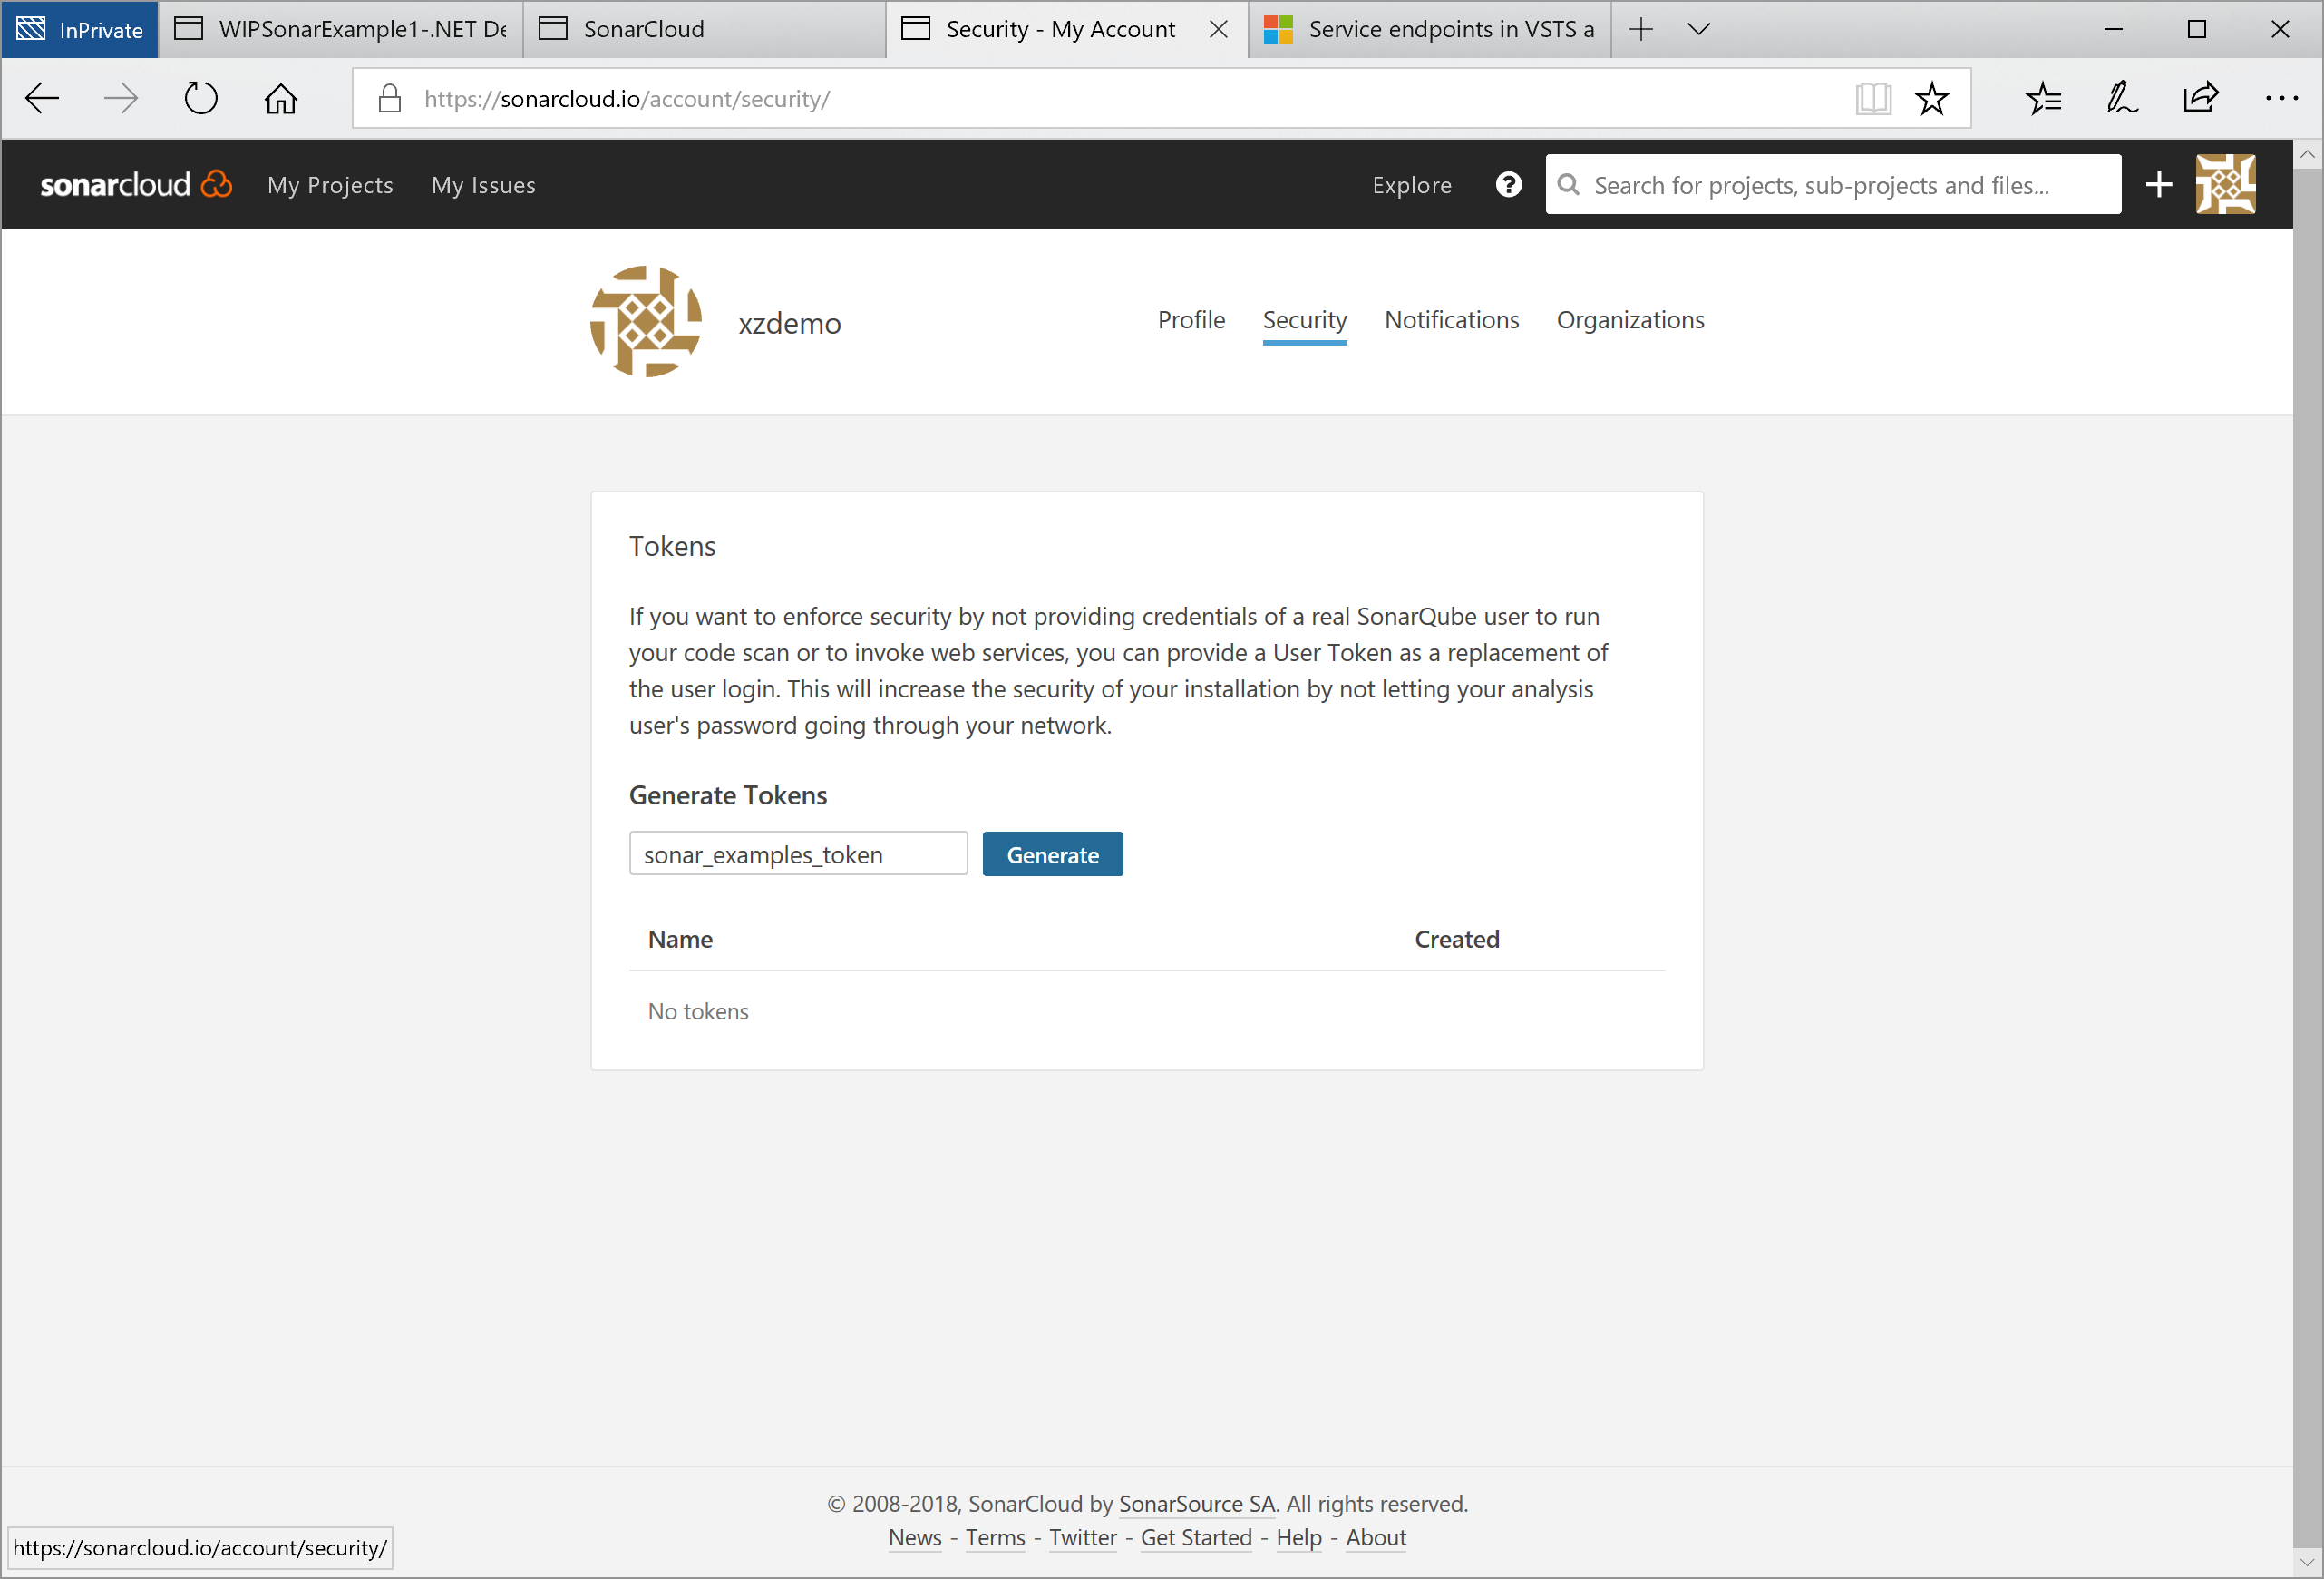 InPrivate
WIPSonarExample1-.NET De
SonarCloud
Security - My Account
Service endpoints in VSTS a
https://sonarcloud.io/account/security/
sonarcloud
My Projects
My Issues
Explore
?
Search for projects, sub-projects and files...
xzdemo
Profile
Security
Notifications
Organizations
Tokens
If you want to enforce security by not providing credentials of a real SonarQube user to run
your code scan or to invoke web services, you can provide a User Token as a replacement of
the user login. This will increase the security of your installation by not letting your analysis
user's password going through your network.
Generate Tokens
sonar_examples_token
Generate
Name
Created
No tokens
© 2008-2018, SonarCloud by SonarSource SA. All rights reserved.
News - Terms - Twitter - Get Started - Help - About
https://sonarcloud.io/account/security/